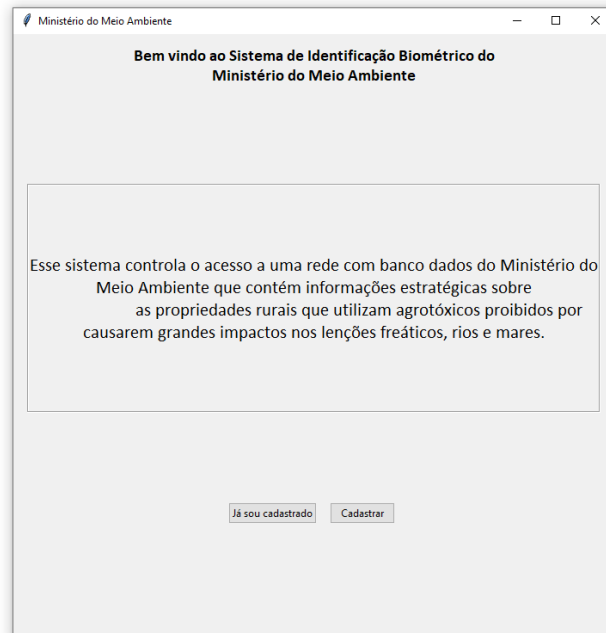 Ministério do Meio Ambiente
Bem vindo ao Sistema de Identificação Biométrico do
Ministério do Meio Ambiente
Esse sistema controla o acesso a uma rede com banco dados do Ministério do
Meio Ambiente que contém informações estratégicas sobre
as propriedades rurais que utilizam agrotóxicos proibidos por
causarem grandes impactos nos lenções freáticos, rios e mares.
Já sou cadastrado
Cadastrar